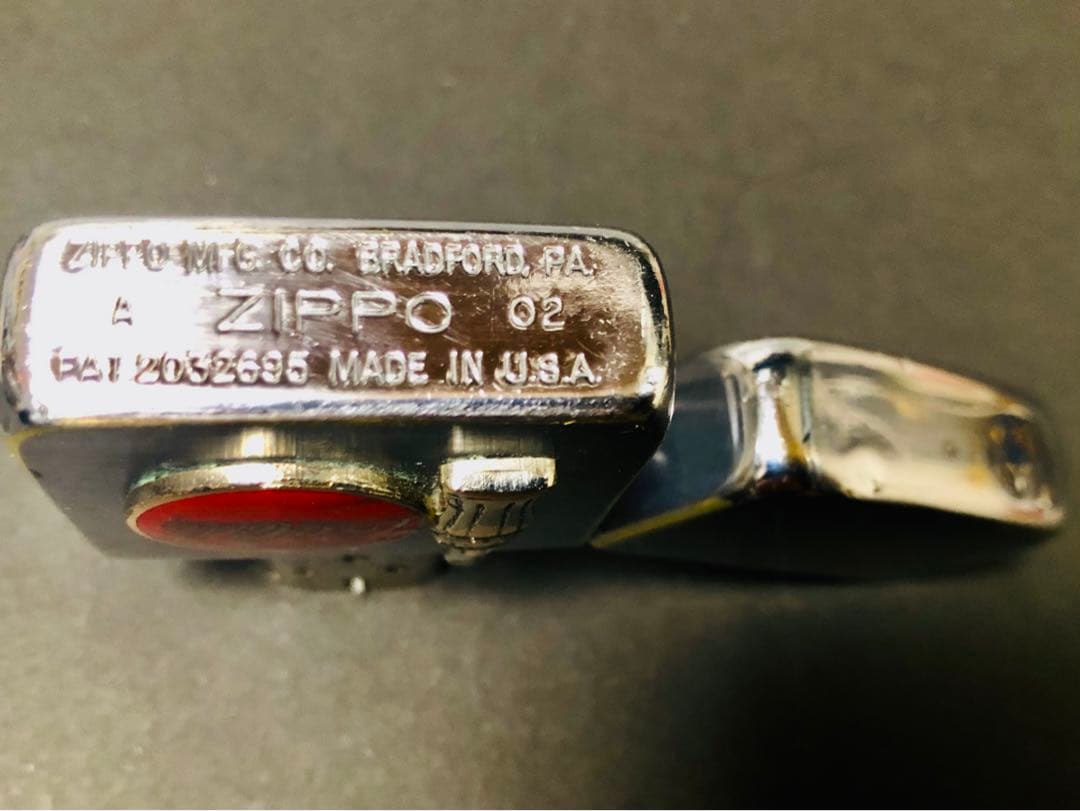 ZIPPO MFG. CO. BRADFORD, PA.
A ZIPPO 02
PAT 2032695 MADE IN U.S.A.